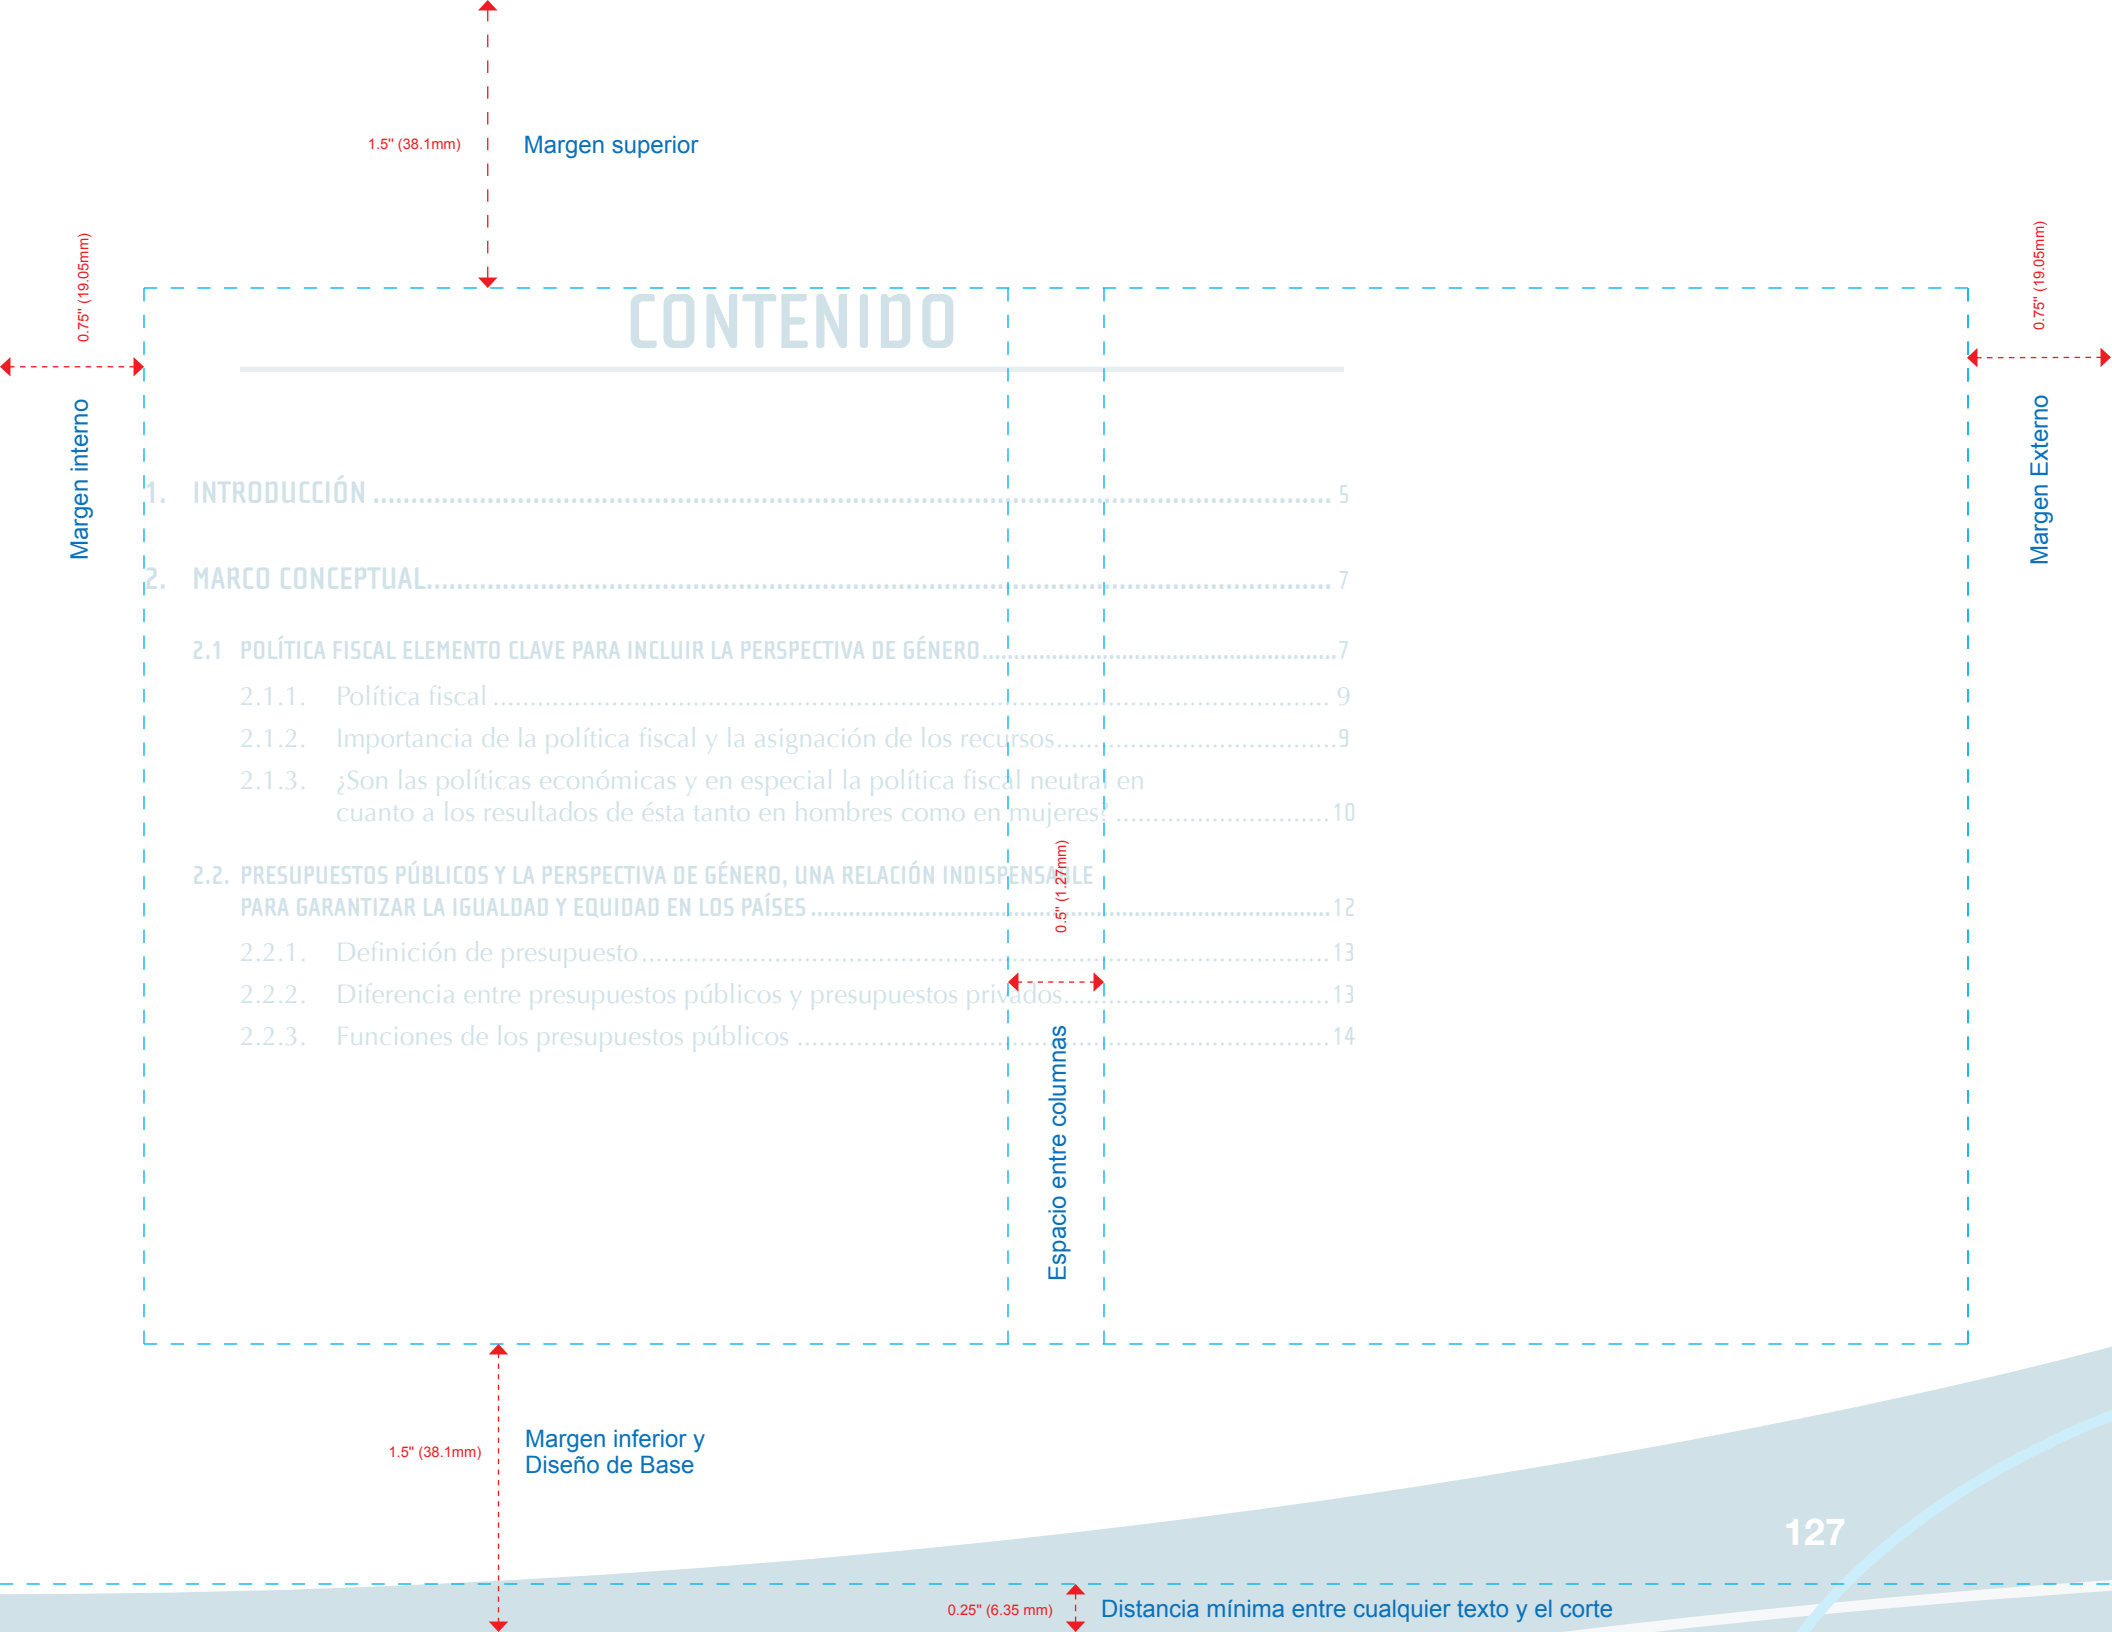 1.5" (38.1mm)
Margen superior
0.75" (19.05mm)
Margen interno
0.75" (19.05mm)
Margen Externo
CONTENIDO
1. INTRODUCCIÓN ........ 5
2. MARCO CONCEPTUAL........ 7
2.1 POLÍTICA FISCAL ELEMENTO CLAVE PARA INCLUIR LA PERSPECTIVA DE GÉNERO........7
2.1.1. Política fiscal ........ 9
2.1.2. Importancia de la política fiscal y la asignación de los recursos........9
2.1.3. ¿Son las políticas económicas y en especial la política fiscal neutral en
cuanto a los resultados de ésta tanto en hombres como en mujeres? ........10
2.2. PRESUPUESTOS PÚBLICOS Y LA PERSPECTIVA DE GÉNERO, UNA RELACIÓN INDISPENSABLE
PARA GARANTIZAR LA IGUALDAD Y EQUIDAD EN LOS PAÍSES ........12
2.2.1. Definición de presupuesto........13
2.2.2. Diferencia entre presupuestos públicos y presupuestos privados........13
2.2.3. Funciones de los presupuestos públicos ........14
0.5" (1.27mm)
Espacio entre columnas
1.5" (38.1mm)
Margen inferior y
Diseño de Base
127
0.25" (6.35 mm)
Distancia mínima entre cualquier texto y el corte